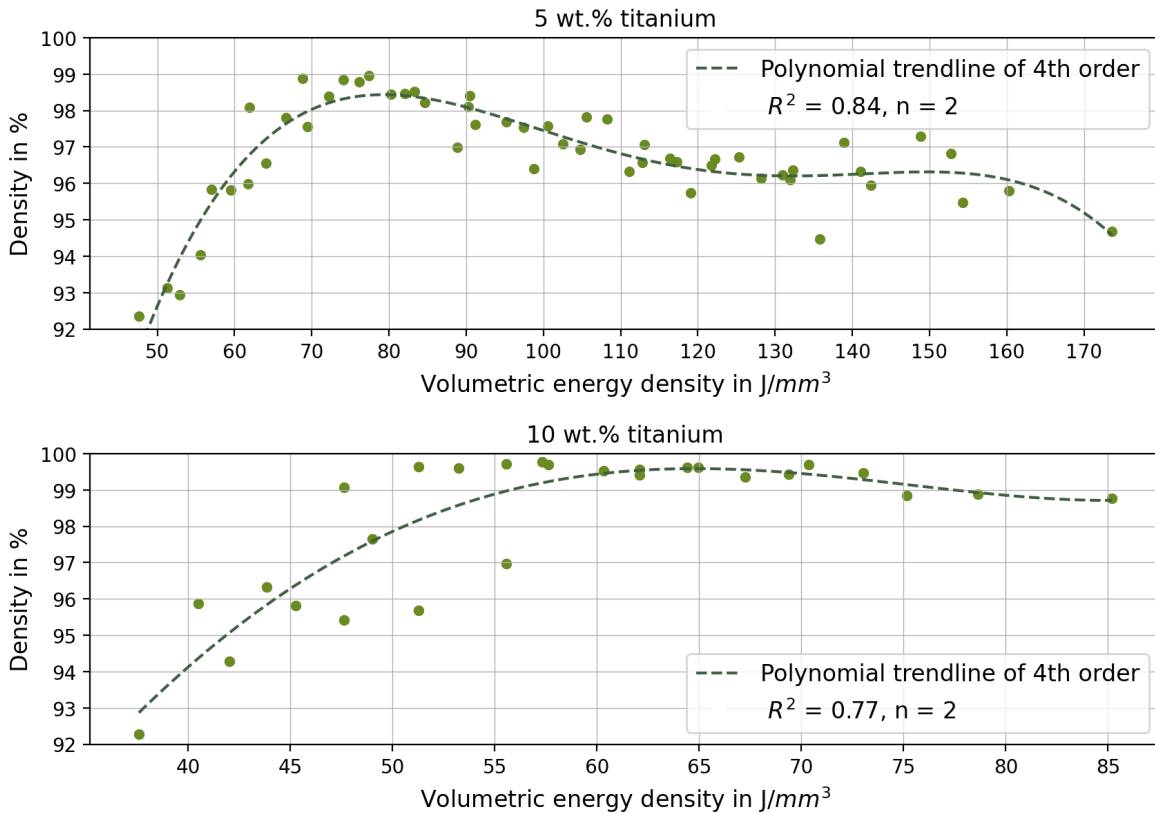 5 wt.% titanium
100
99
98
97
96
95
94
93
92
Density in %
Polynomial trendline of 4th order
R² = 0.84, n = 2
50 60 70 80 90 100 110 120 130 140 150 160 170
Volumetric energy density in J/mm³
10 wt.% titanium
100
99
98
97
96
95
94
93
92
Density in %
Polynomial trendline of 4th order
R² = 0.77, n = 2
40 45 50 55 60 65 70 75 80 85
Volumetric energy density in J/mm³